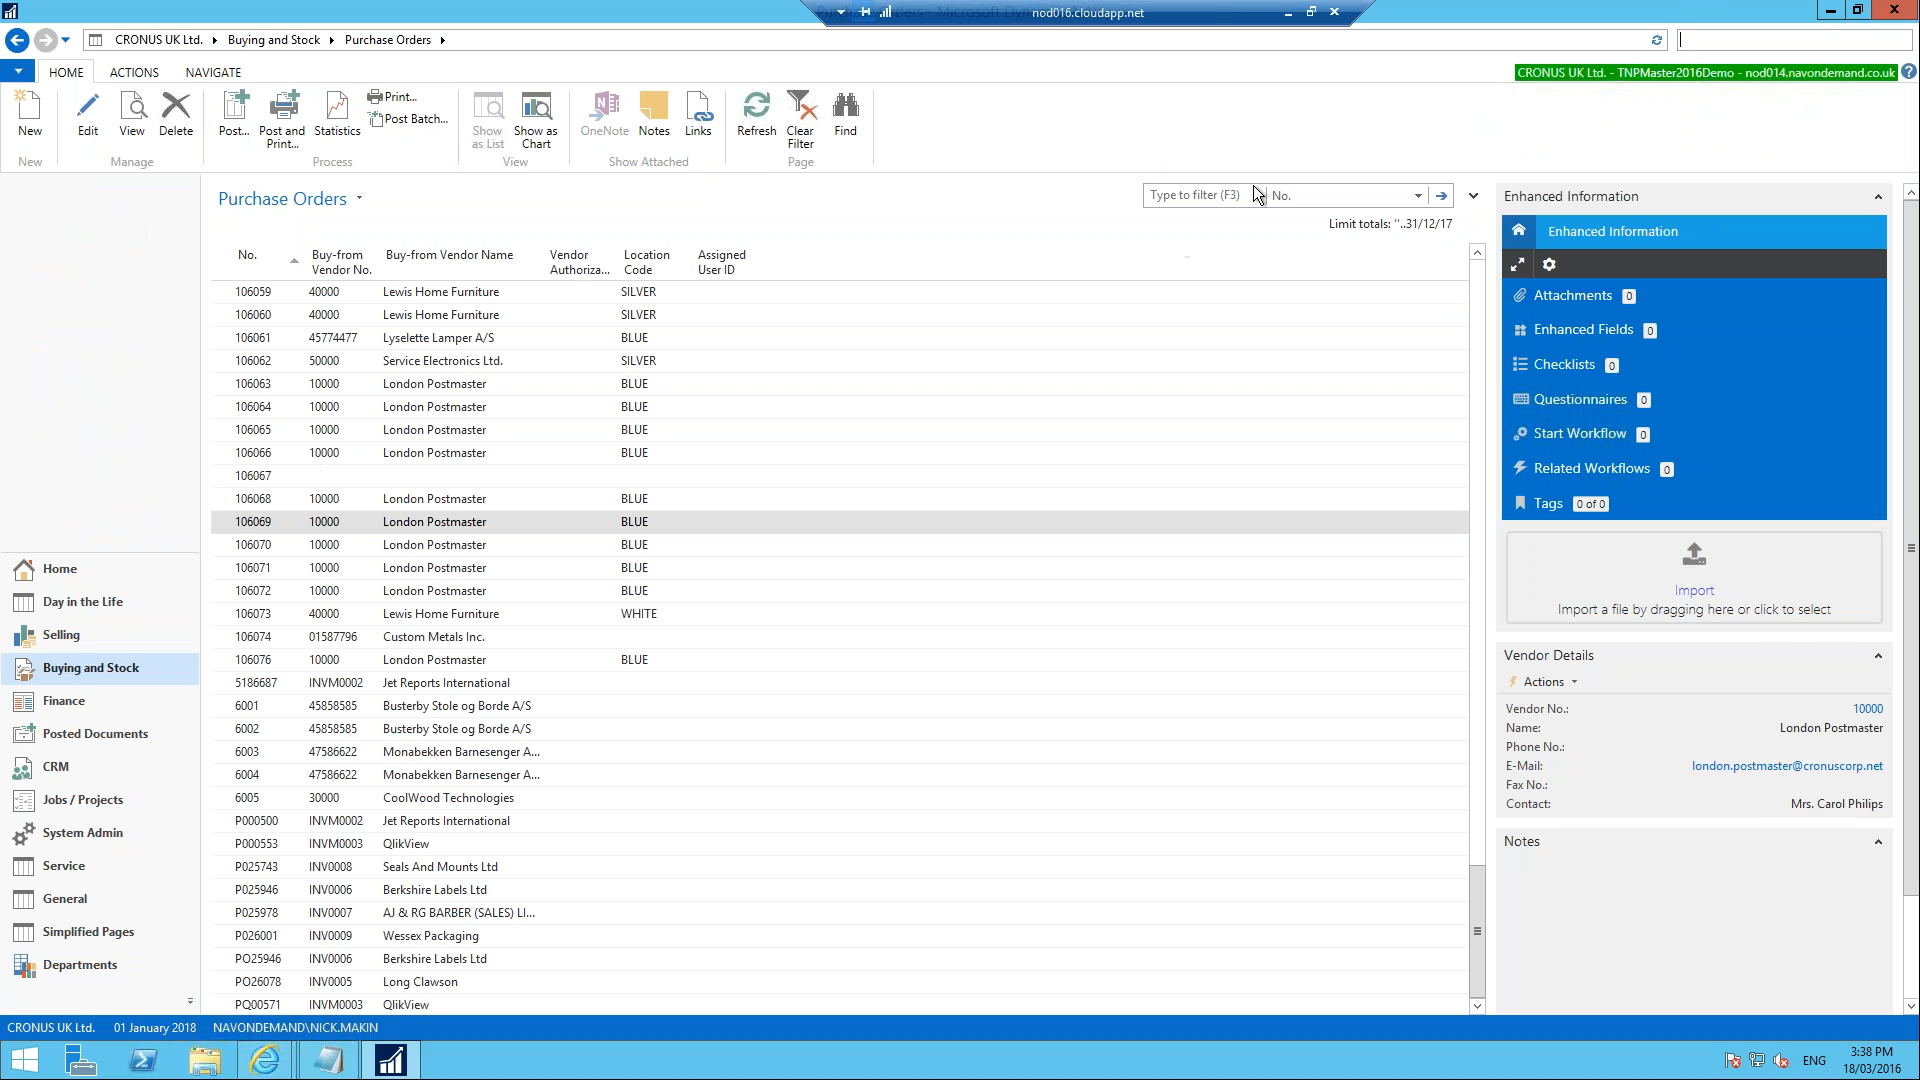 nod016.cloudapp.net
CRONUS UK Ltd. Buying and Stock Purchase Orders
HOME ACTIONS NAVIGATE
CRONUS UK Ltd. - TNPMaster2016Demo - nod014.navondemand.co.uk
New Edit View Delete Post... Post and Print... Statistics Print... Post Batch... Show as List Show as Chart OneNote Notes Links Refresh Clear Filter Find
New Manage Process View Show Attached Page
Purchase Orders
Type to filter (F3) No.
Limit totals: ''..31/12/17
No. Buy-from Vendor No. Buy-from Vendor Name Vendor Authoriza... Location Code Assigned User ID
106059 40000 Lewis Home Furniture SILVER
106060 40000 Lewis Home Furniture SILVER
106061 45774477 Lyselette Lamper A/S BLUE
106062 50000 Service Electronics Ltd. SILVER
106063 10000 London Postmaster BLUE
106064 10000 London Postmaster BLUE
106065 10000 London Postmaster BLUE
106066 10000 London Postmaster BLUE
106067
106068 10000 London Postmaster BLUE
106069 10000 London Postmaster BLUE
106070 10000 London Postmaster BLUE
106071 10000 London Postmaster BLUE
106072 10000 London Postmaster BLUE
106073 40000 Lewis Home Furniture WHITE
106074 01587796 Custom Metals Inc.
106076 10000 London Postmaster BLUE
5186687 INVM0002 Jet Reports International
6001 45858585 Busterby Stole og Borde A/S
6002 45858585 Busterby Stole og Borde A/S
6003 47586622 Monabekken Barnesenger A...
6004 47586622 Monabekken Barnesenger A...
6005 30000 CoolWood Technologies
P000500 INVM0002 Jet Reports International
P000553 INVM0003 QlikView
P025743 INV0008 Seals And Mounts Ltd
P025946 INV0006 Berkshire Labels Ltd
P025978 INV0007 AJ & RG BARBER (SALES) LI...
P026001 INV0009 Wessex Packaging
PO25946 INV0006 Berkshire Labels Ltd
PO26078 INV0005 Long Clawson
PQ00571 INVM0003 QlikView
Home
Day in the Life
Selling
Buying and Stock
Finance
Posted Documents
CRM
Jobs / Projects
System Admin
Service
General
Simplified Pages
Departments
Enhanced Information
Enhanced Information
Attachments 0
Enhanced Fields 0
Checklists 0
Questionnaires 0
Start Workflow 0
Related Workflows 0
Tags 0 of 0
Import
Import a file by dragging here or click to select
Vendor Details
Actions
Vendor No.: 10000
Name: London Postmaster
Phone No.:
E-Mail: london.postmaster@cronuscorp.net
Fax No.:
Contact: Mrs. Carol Philips
Notes
CRONUS UK Ltd. 01 January 2018 NAVONDEMAND\NICK.MAKIN
ENG
3:38 PM
18/03/2016